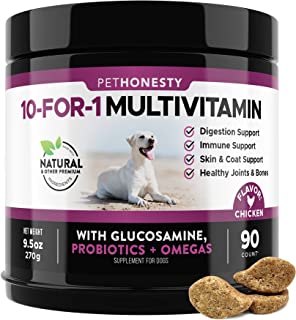 PETHONESTY
10-FOR-1 MULTIVITAMIN
Digestion Support
Immune Support
Skin & Coat Support
Healthy Joints & Bones
NATURAL
& OTHER PREMIUM
INGREDIENTS
FLAVOR:
CHICKEN
NET WEIGHT
9.5oz
270g
WITH GLUCOSAMINE,
PROBIOTICS + OMEGAS
SUPPLEMENT FOR DOGS
90
COUNT